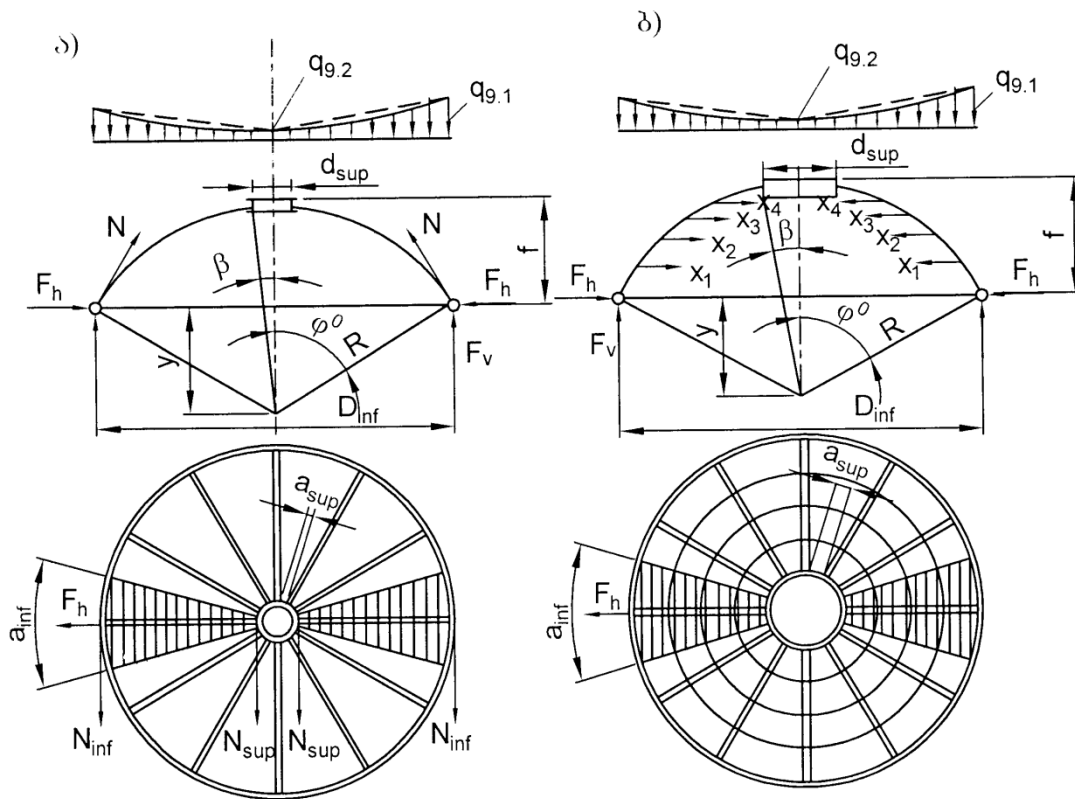 ა)
q9.2
q9.1
dsup
N
N
β
f
Fh
Fh
φ0
y
R
Fv
Dinf
asup
ainf
Fh
Ninf
Nsup
Nsup
Ninf
ბ)
q9.2
q9.1
dsup
x4
x4
x3
x3
β
x2
x2
f
x1
x1
Fh
Fh
φ0
y
R
Fv
Dinf
asup
ainf
Fh